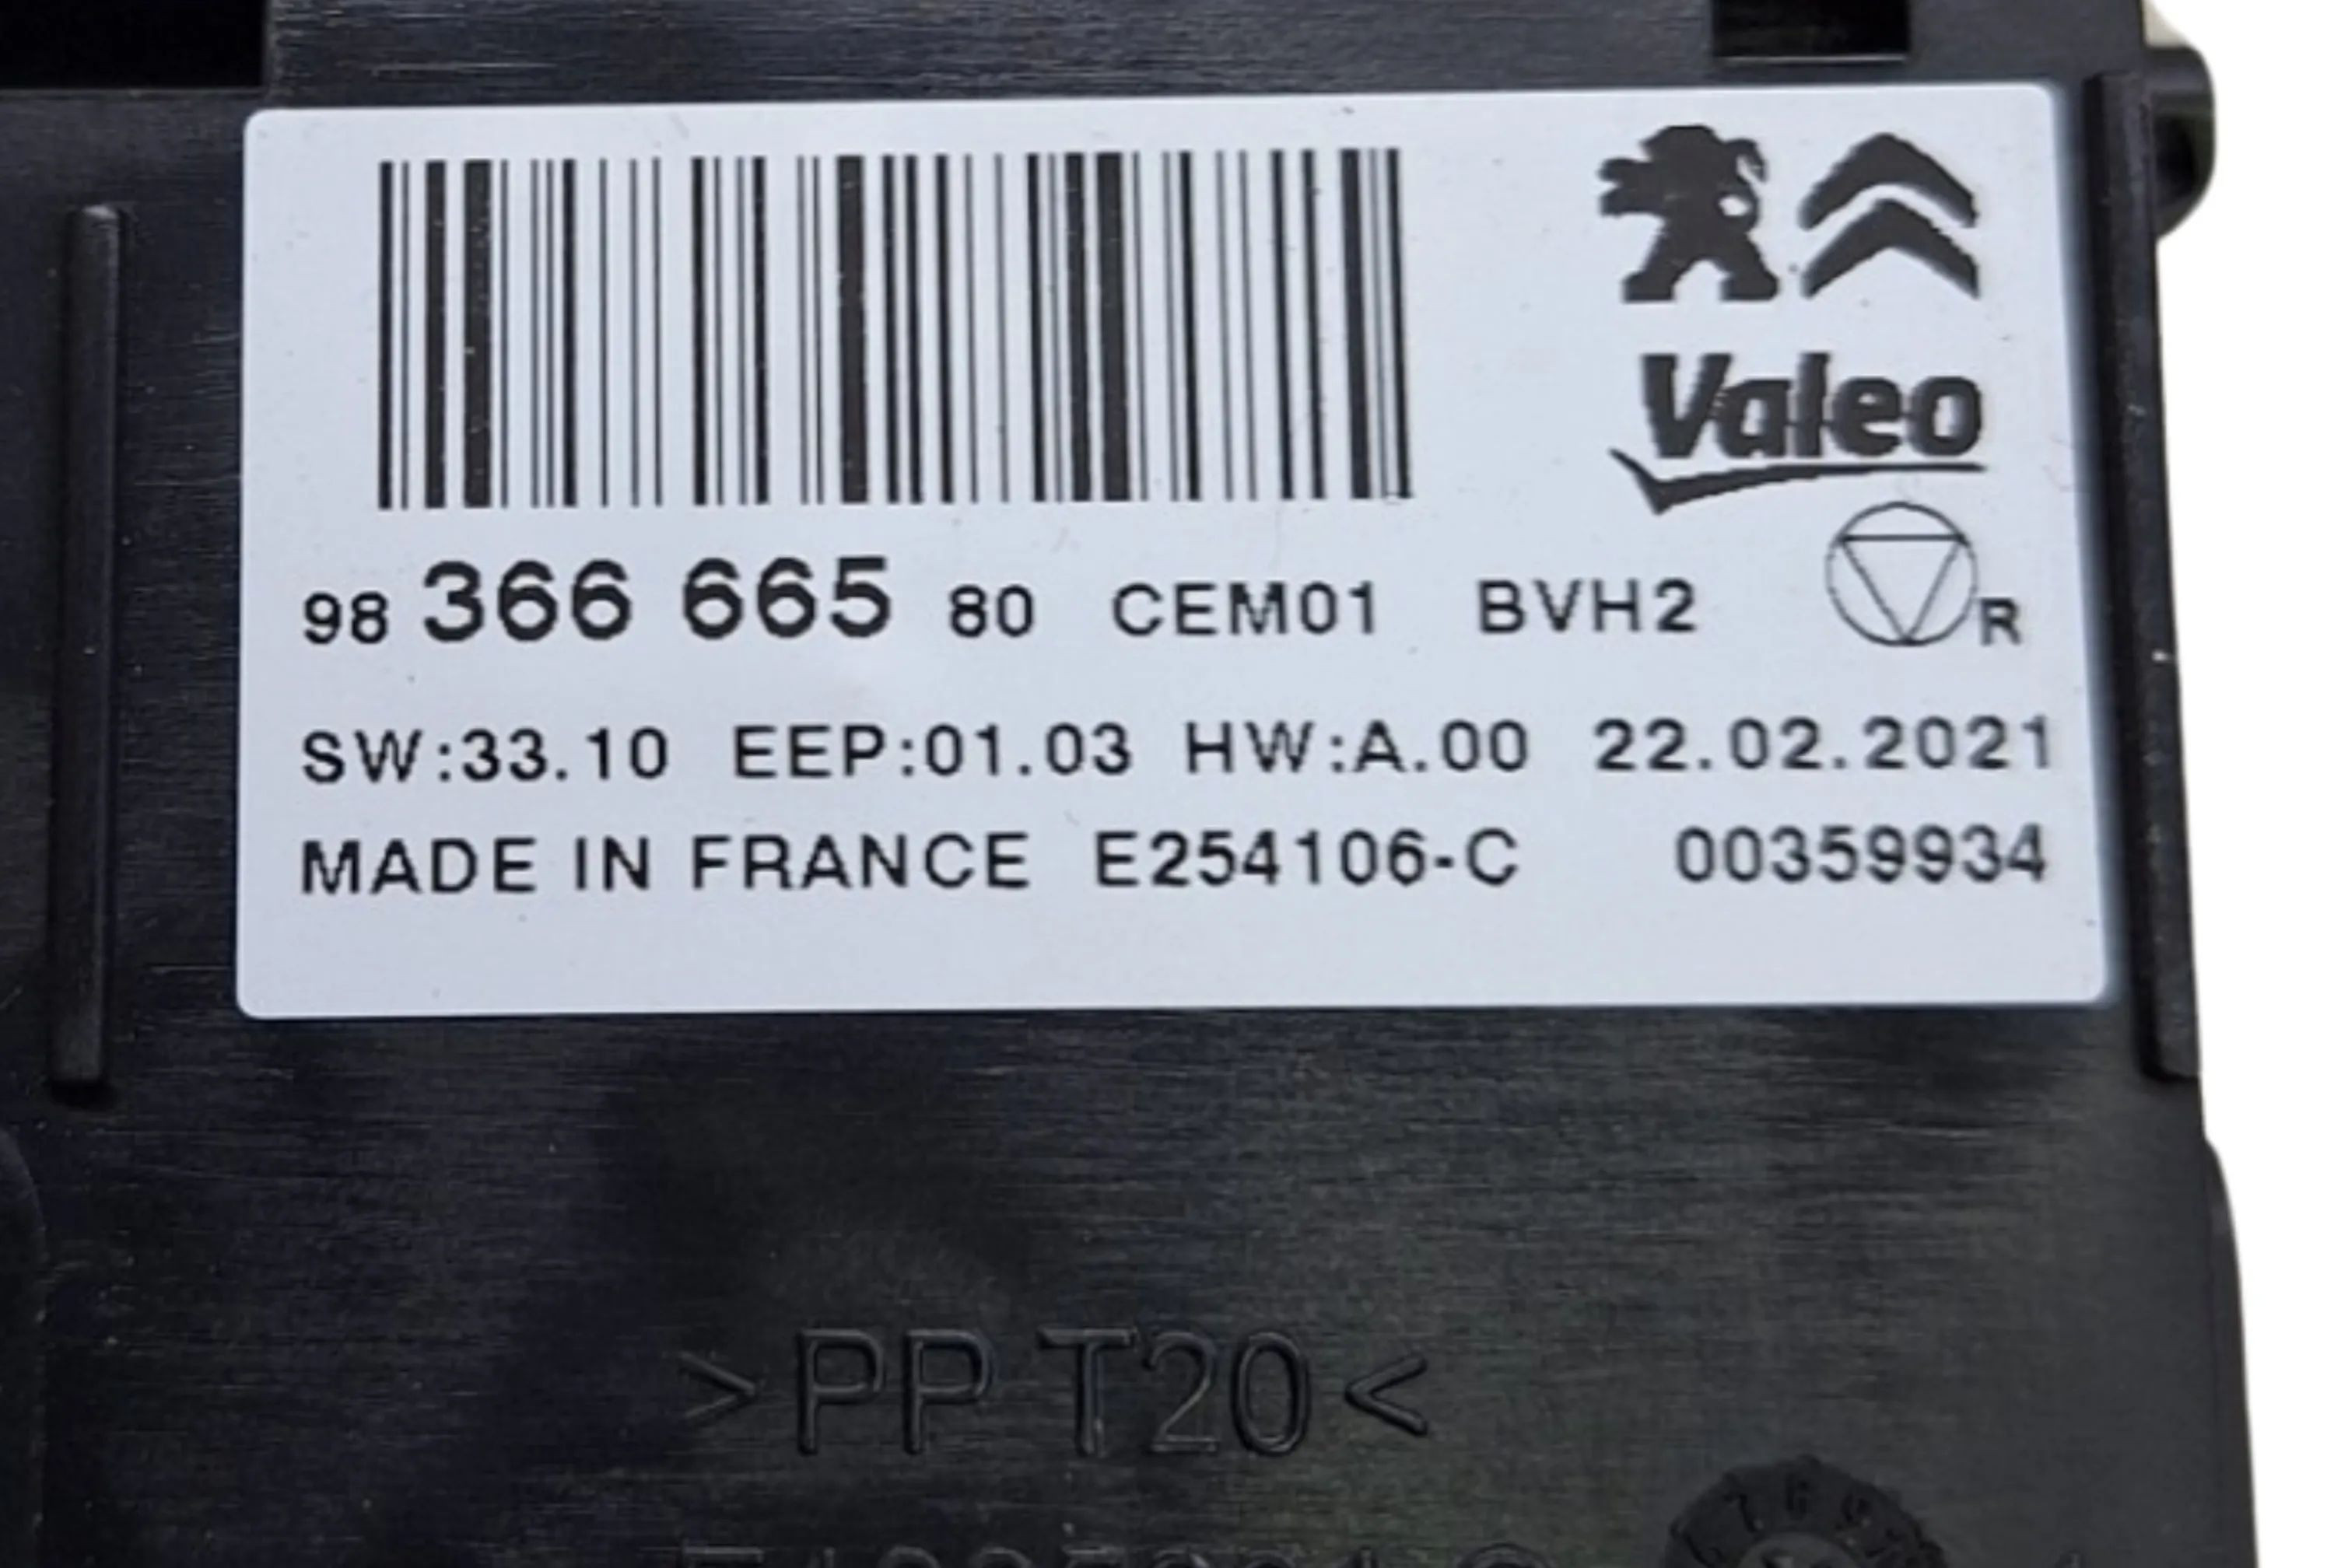 Valeo
98 366 665 80 CEM01 BVH2 R
SW:33.10 EEP:01.03 HW:A.00 22.02.2021
MADE IN FRANCE E254106-C 00359934
>PP T20<